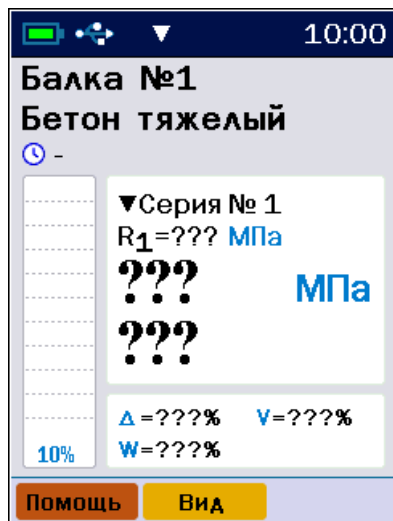 10:00
Балка №1
Бетон тяжелый
-
▼Серия № 1
R1=??? МПа
??? МПа
???
Δ=???% V=???%
W=???%
10%
Помощь Вид